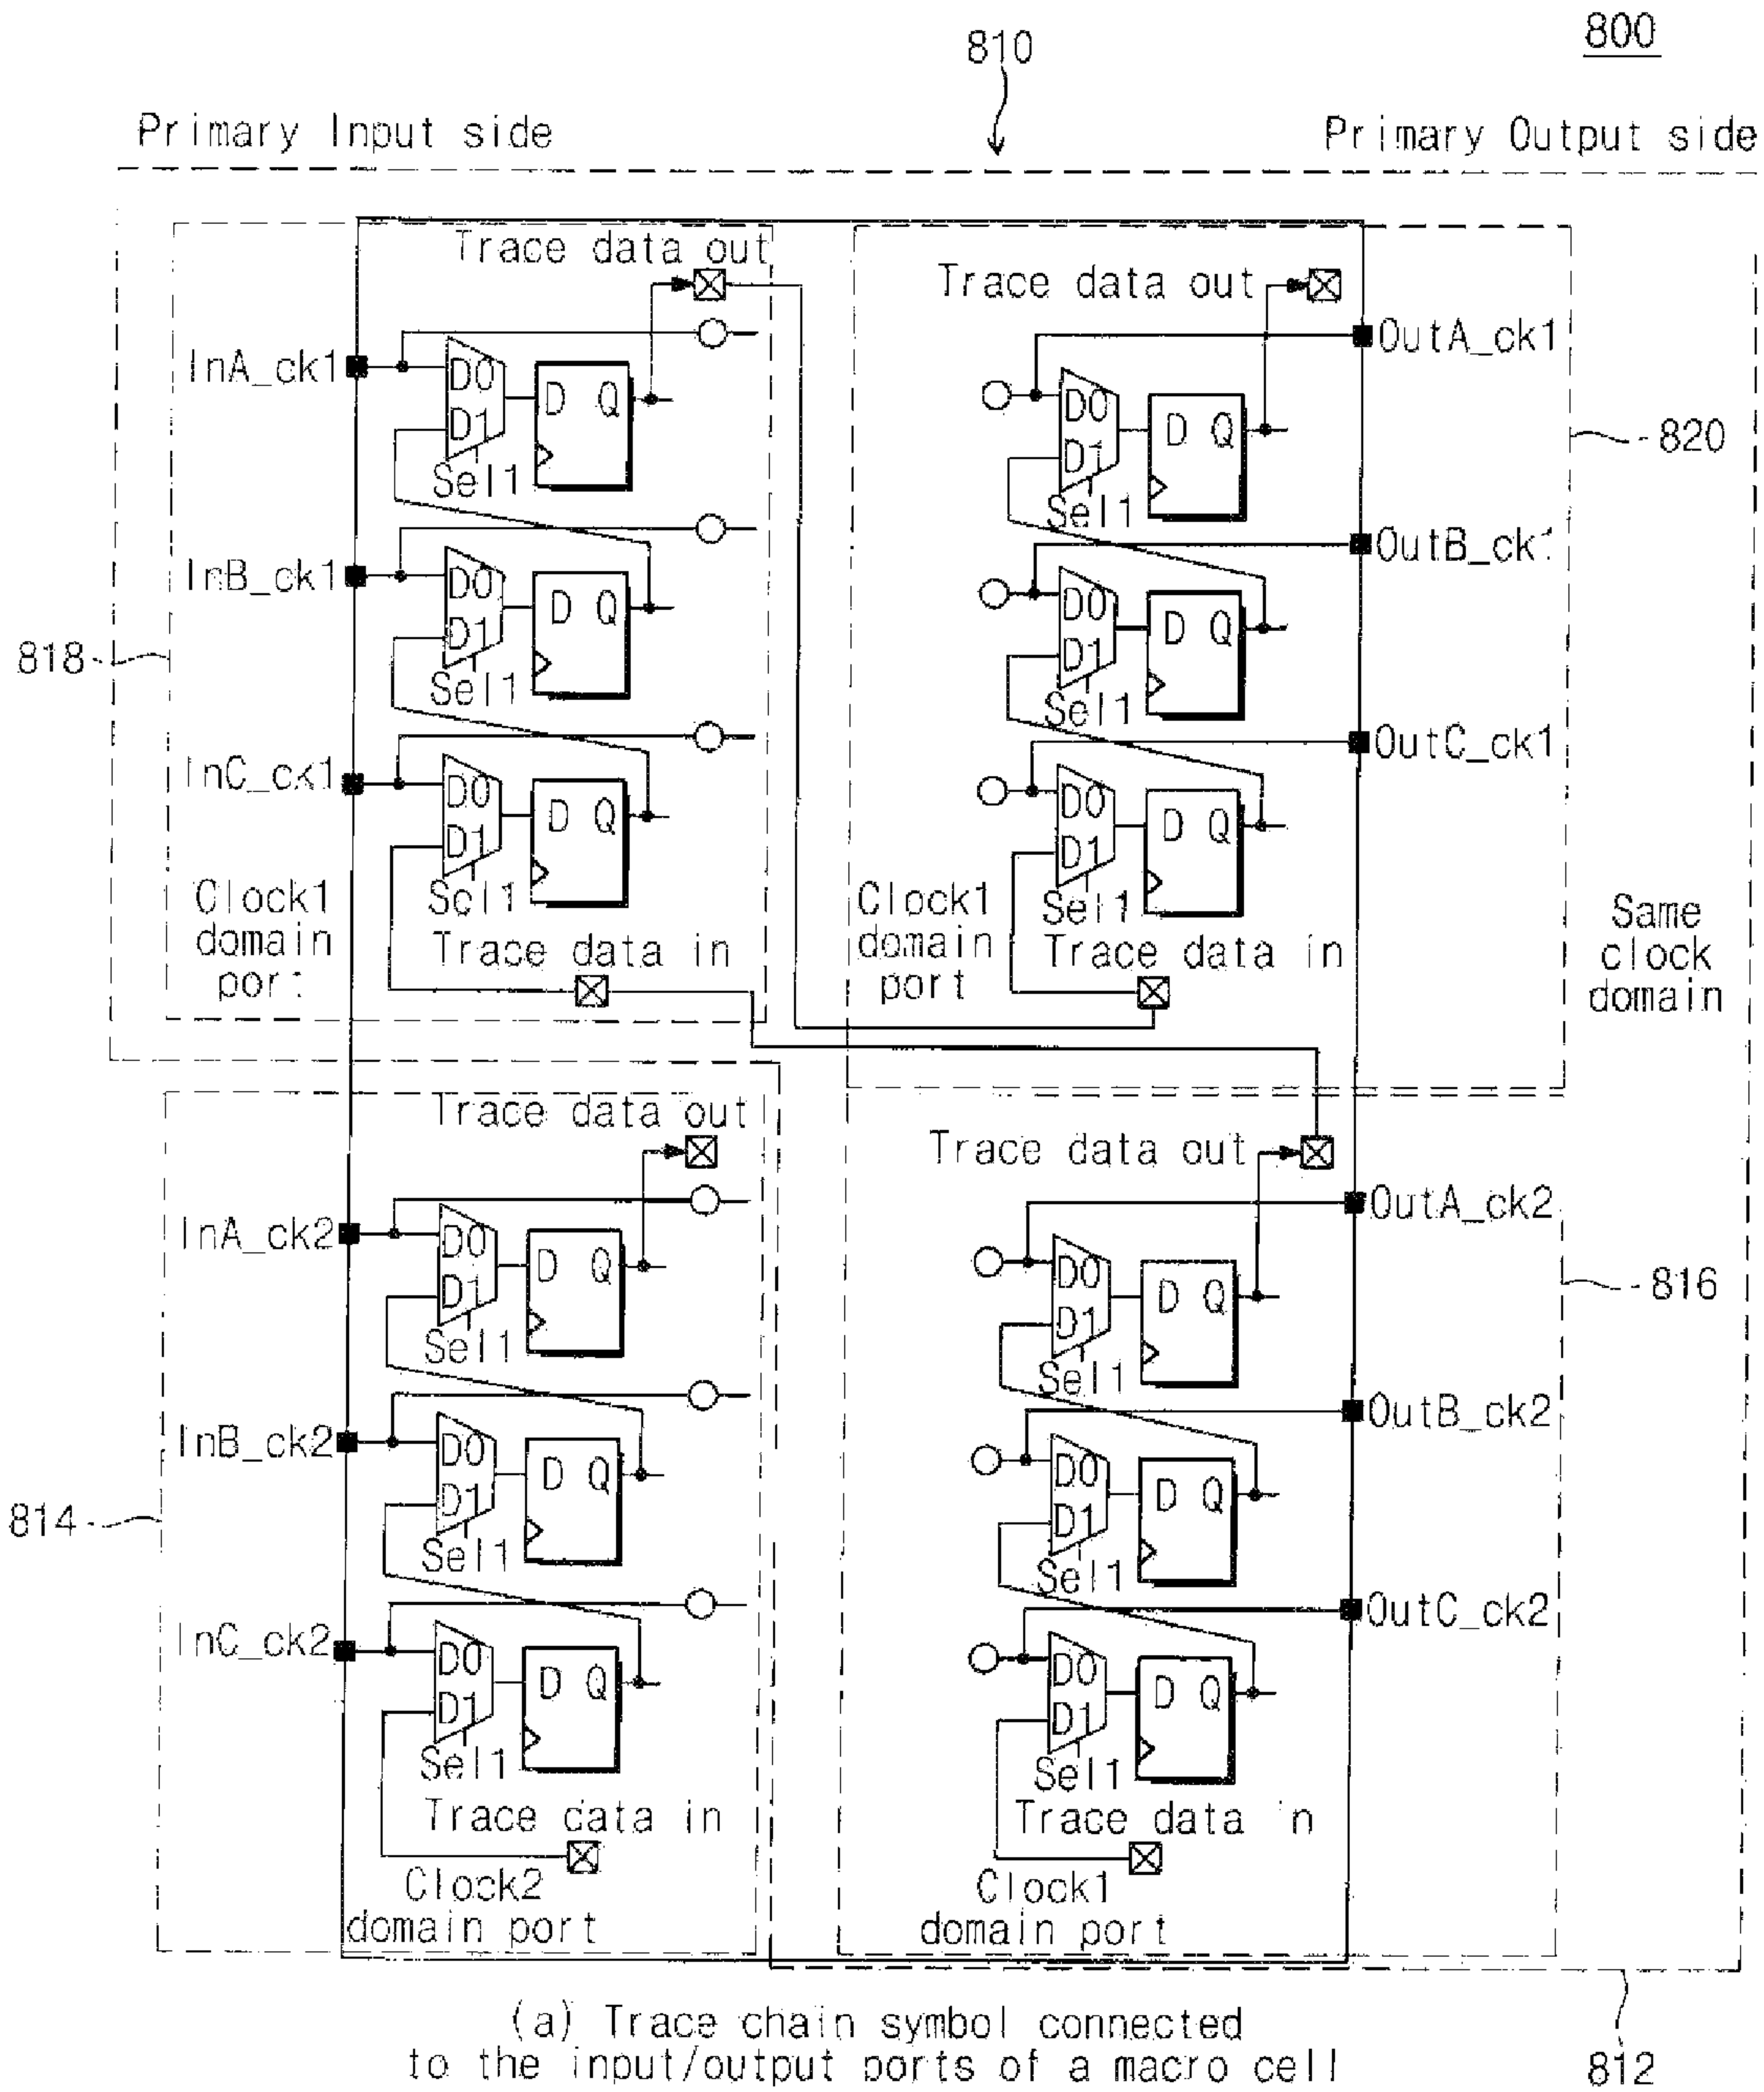 800
810
Primary Input side
Primary Output side
Trace data out
Trace data out
InA_ck1
D0
D1
D Q
Sel1
OutA_ck1
D0
D1
D Q
Sel1
820
InB_ck1
D0
D1
D Q
Sel1
OutB_ck1
D0
D1
D Q
Sel1
818
InC_ck1
D0
D1
D Q
Sel1
OutC_ck1
D0
D1
D Q
Sel1
Clock1
domain
port
Trace data in
Clock1
domain
port
Trace data in
Same
clock
domain
Trace data out
Trace data out
InA_ck2
D0
D1
D Q
Sel1
OutA_ck2
D0
D1
D Q
Sel1
816
InB_ck2
D0
D1
D Q
Sel1
OutB_ck2
D0
D1
D Q
Sel1
814
InC_ck2
D0
D1
D Q
Sel1
OutC_ck2
D0
D1
D Q
Sel1
Trace data in
Trace data in
Clock2
domain port
Clock1
domain port
(a) Trace chain symbol connected
to the input/output ports of a macro cell
812